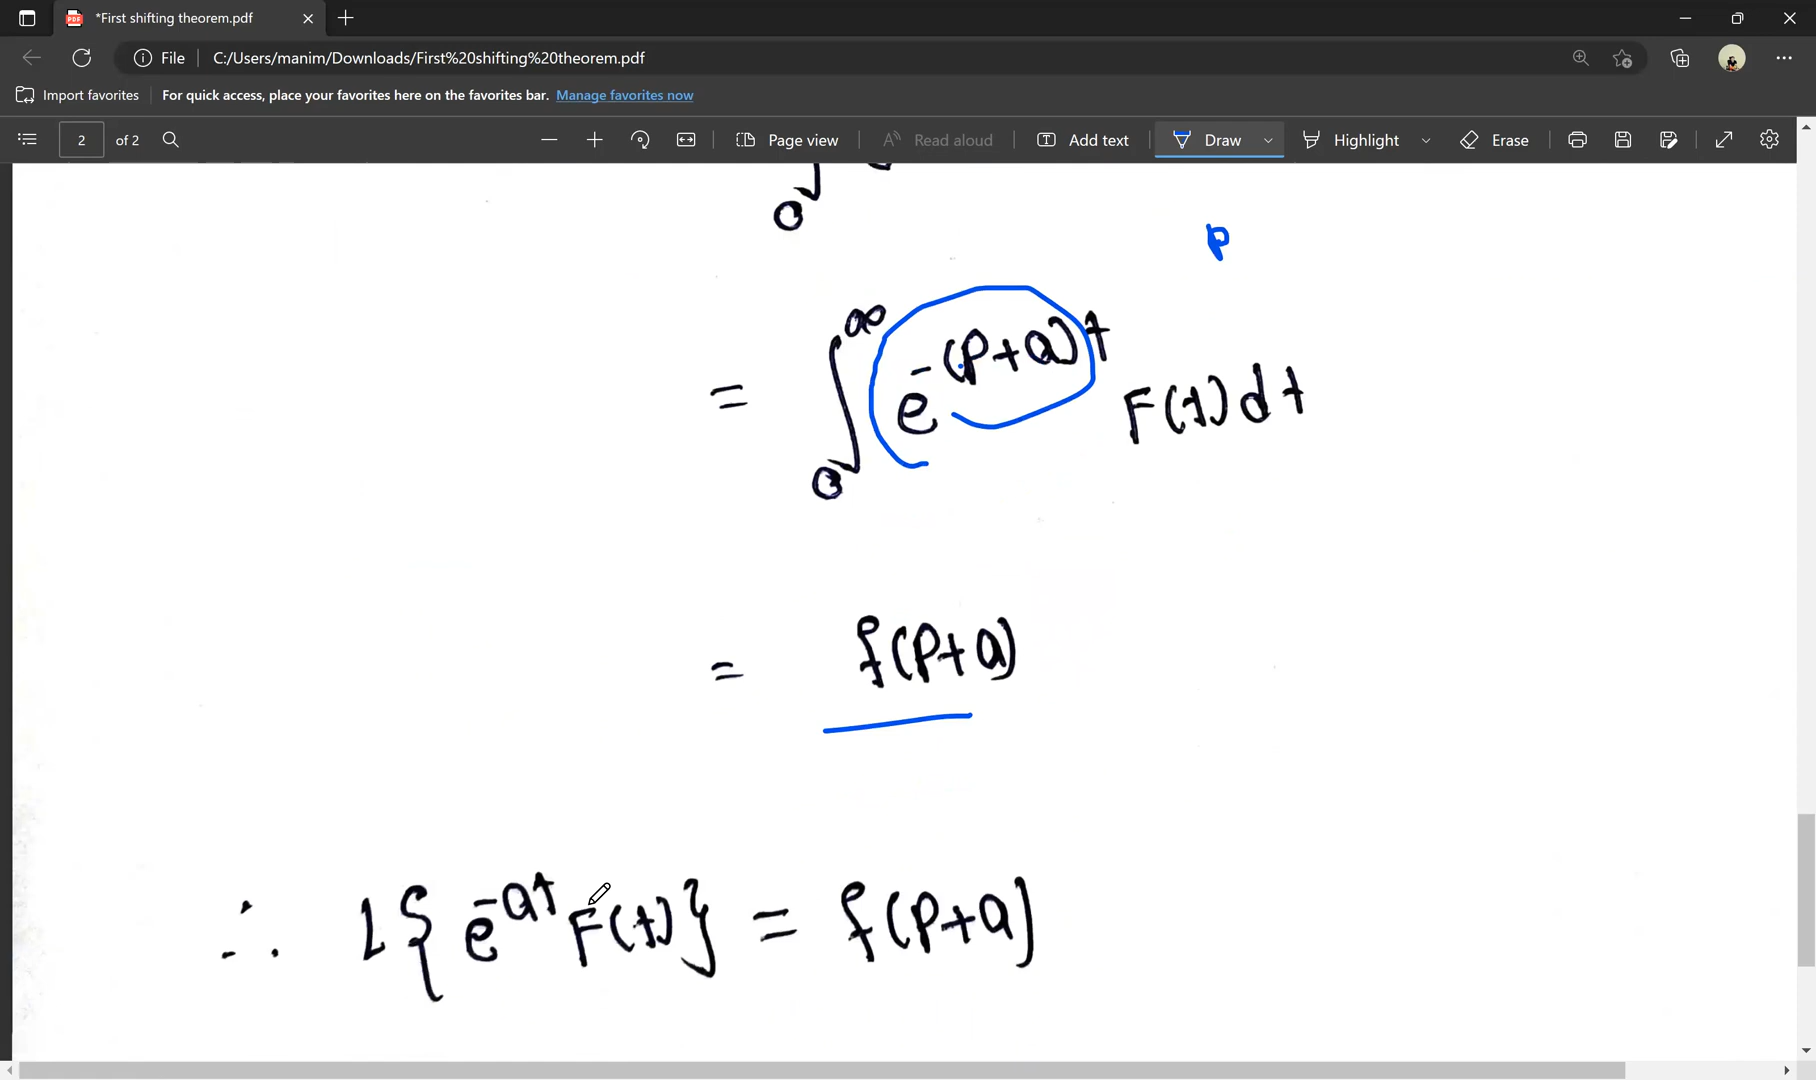 *First shifting theorem.pdf
File C:/Users/manim/Downloads/First%20shifting%20theorem.pdf
Import favorites For quick access, place your favorites here on the favorites bar. Manage favorites now
2 of 2 Page view Read aloud Add text Draw Highlight Erase
0
P
= ∫₀^∞ e^{-(P+a)t} F(t)dt
= f(P+a)
∴ L{e^{-at} F(t)} = f(P+a)